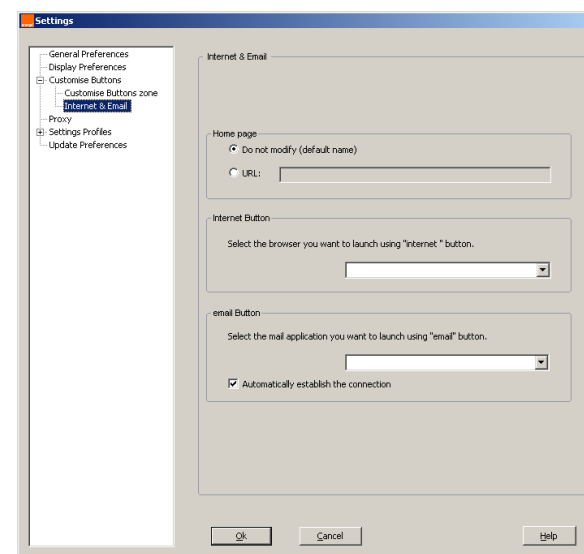 Settings
General Preferences
Display Preferences
Customise Buttons
Customise Buttons zone
Internet & Email
Proxy
Settings Profiles
Update Preferences
Internet & Email
Home page
Do not modify (default name)
URL:
Internet Button
Select the browser you want to launch using "internet " button.
email Button
Select the mail application you want to launch using "email" button.
Automatically establish the connection
Ok
Cancel
Help